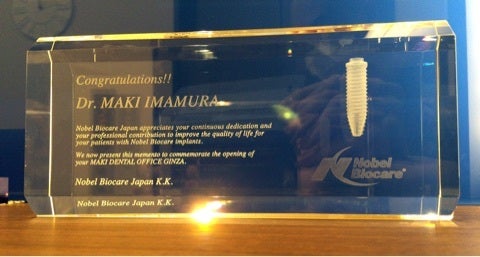 Congratulations!!
Dr. MAKI IMAMURA
Nobel Biocare Japan appreciates your continuous dedication and
your professional contribution to improve the quality of life for
your patients with Nobel Biocare implants.
We now present this memento to commemorate the opening of
your MAKI DENTAL OFFICE GINZA.
Nobel Biocare Japan K.K.
Nobel Biocare Japan K.K.
Nobel
Biocare®